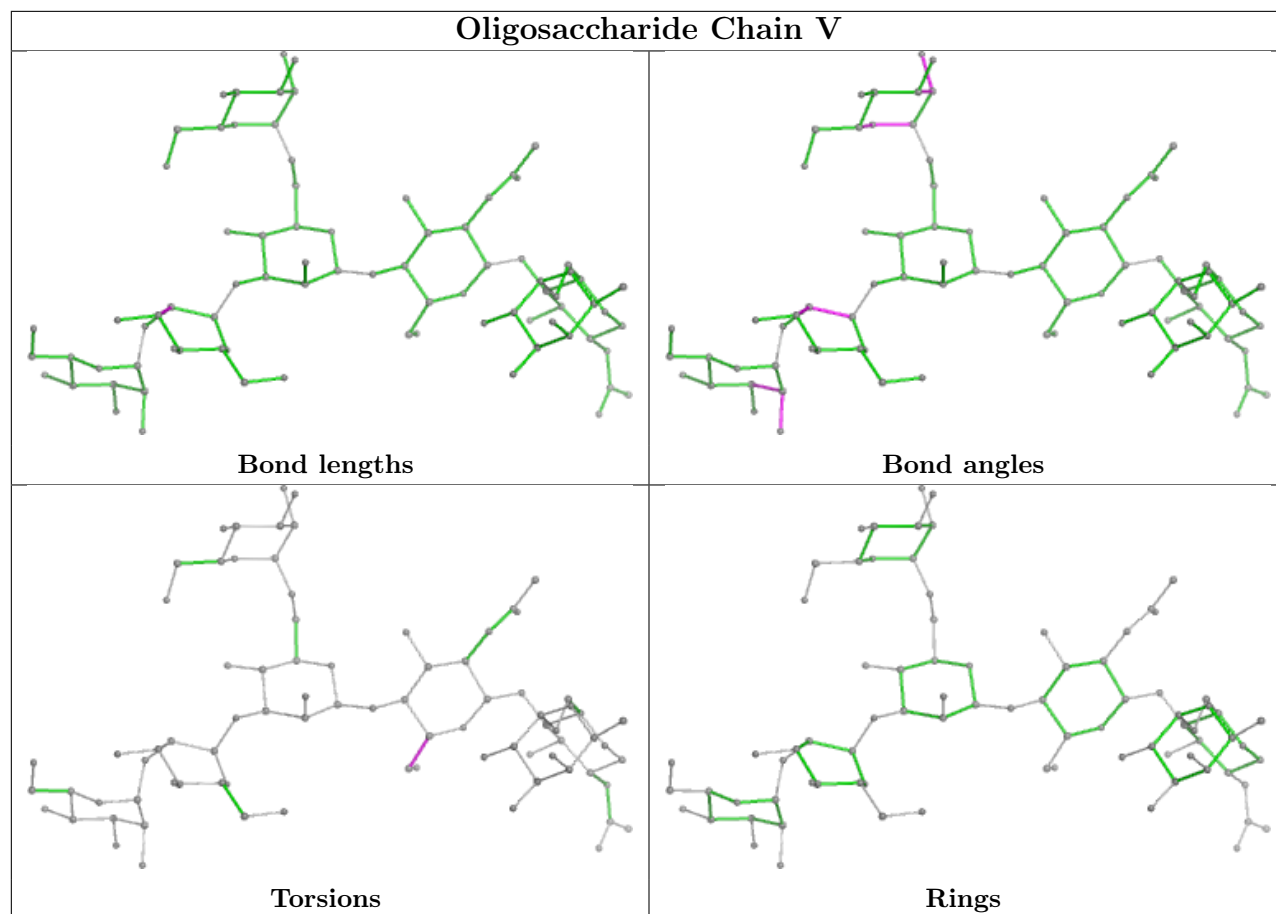 Oligosaccharide Chain V
Bond lengths
Bond angles
Torsions
Rings